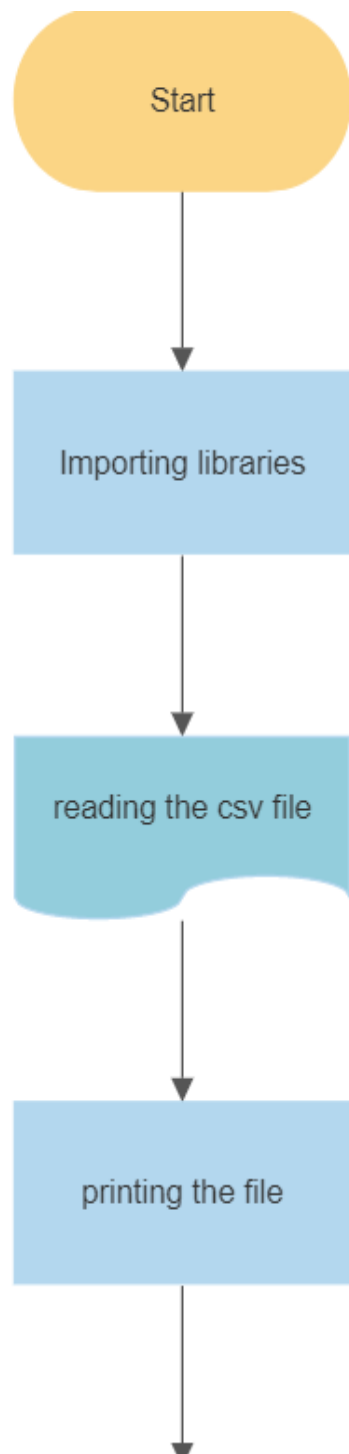 Start
Importing libraries
reading the csv file
printing the file